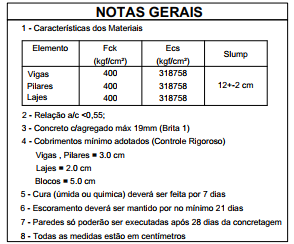 NOTAS GERAIS
1 - Características dos Materiais
Elemento Fck (kgf/cm²) Ecs (kgf/cm²) Slump
Vigas 400 318758
Pilares 400 318758 12+-2 cm
Lajes 400 318758
2 - Relação a/c <0,55;
3 - Concreto c/agregado máx 19mm (Brita 1)
4 - Cobrimentos mínimo adotados (Controle Rigoroso)
Vigas , Pilares = 3.0 cm
Lajes = 2.0 cm
Blocos = 5.0 cm
5 - Cura (úmida ou quimica) deverá ser feita por 7 dias
6 - Escoramento deverá ser mantido por no mínimo 21 dias
7 - Paredes só poderão ser executadas após 28 dias da concretagem
8 - Todas as medidas estão em centímetros